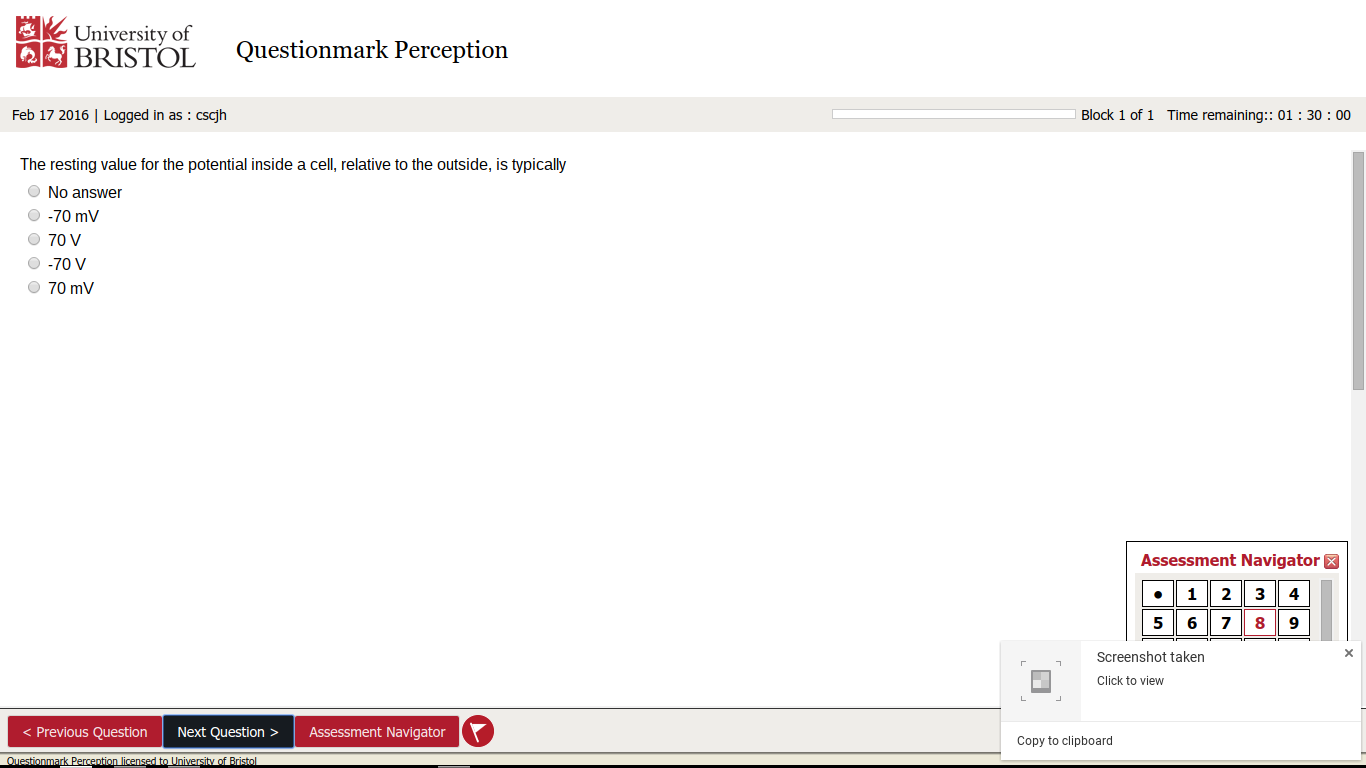 University of
BRISTOL
Questionmark Perception
Feb 17 2016 | Logged in as : cscjh
Block 1 of 1 Time remaining:: 01 : 30 : 00
The resting value for the potential inside a cell, relative to the outside, is typically
No answer
-70 mV
70 V
-70 V
70 mV
Assessment Navigator
● 1 2 3 4
5 6 7 8 9
Screenshot taken
Click to view
Copy to clipboard
< Previous Question
Next Question >
Assessment Navigator
Questionmark Perception licensed to University of Bristol